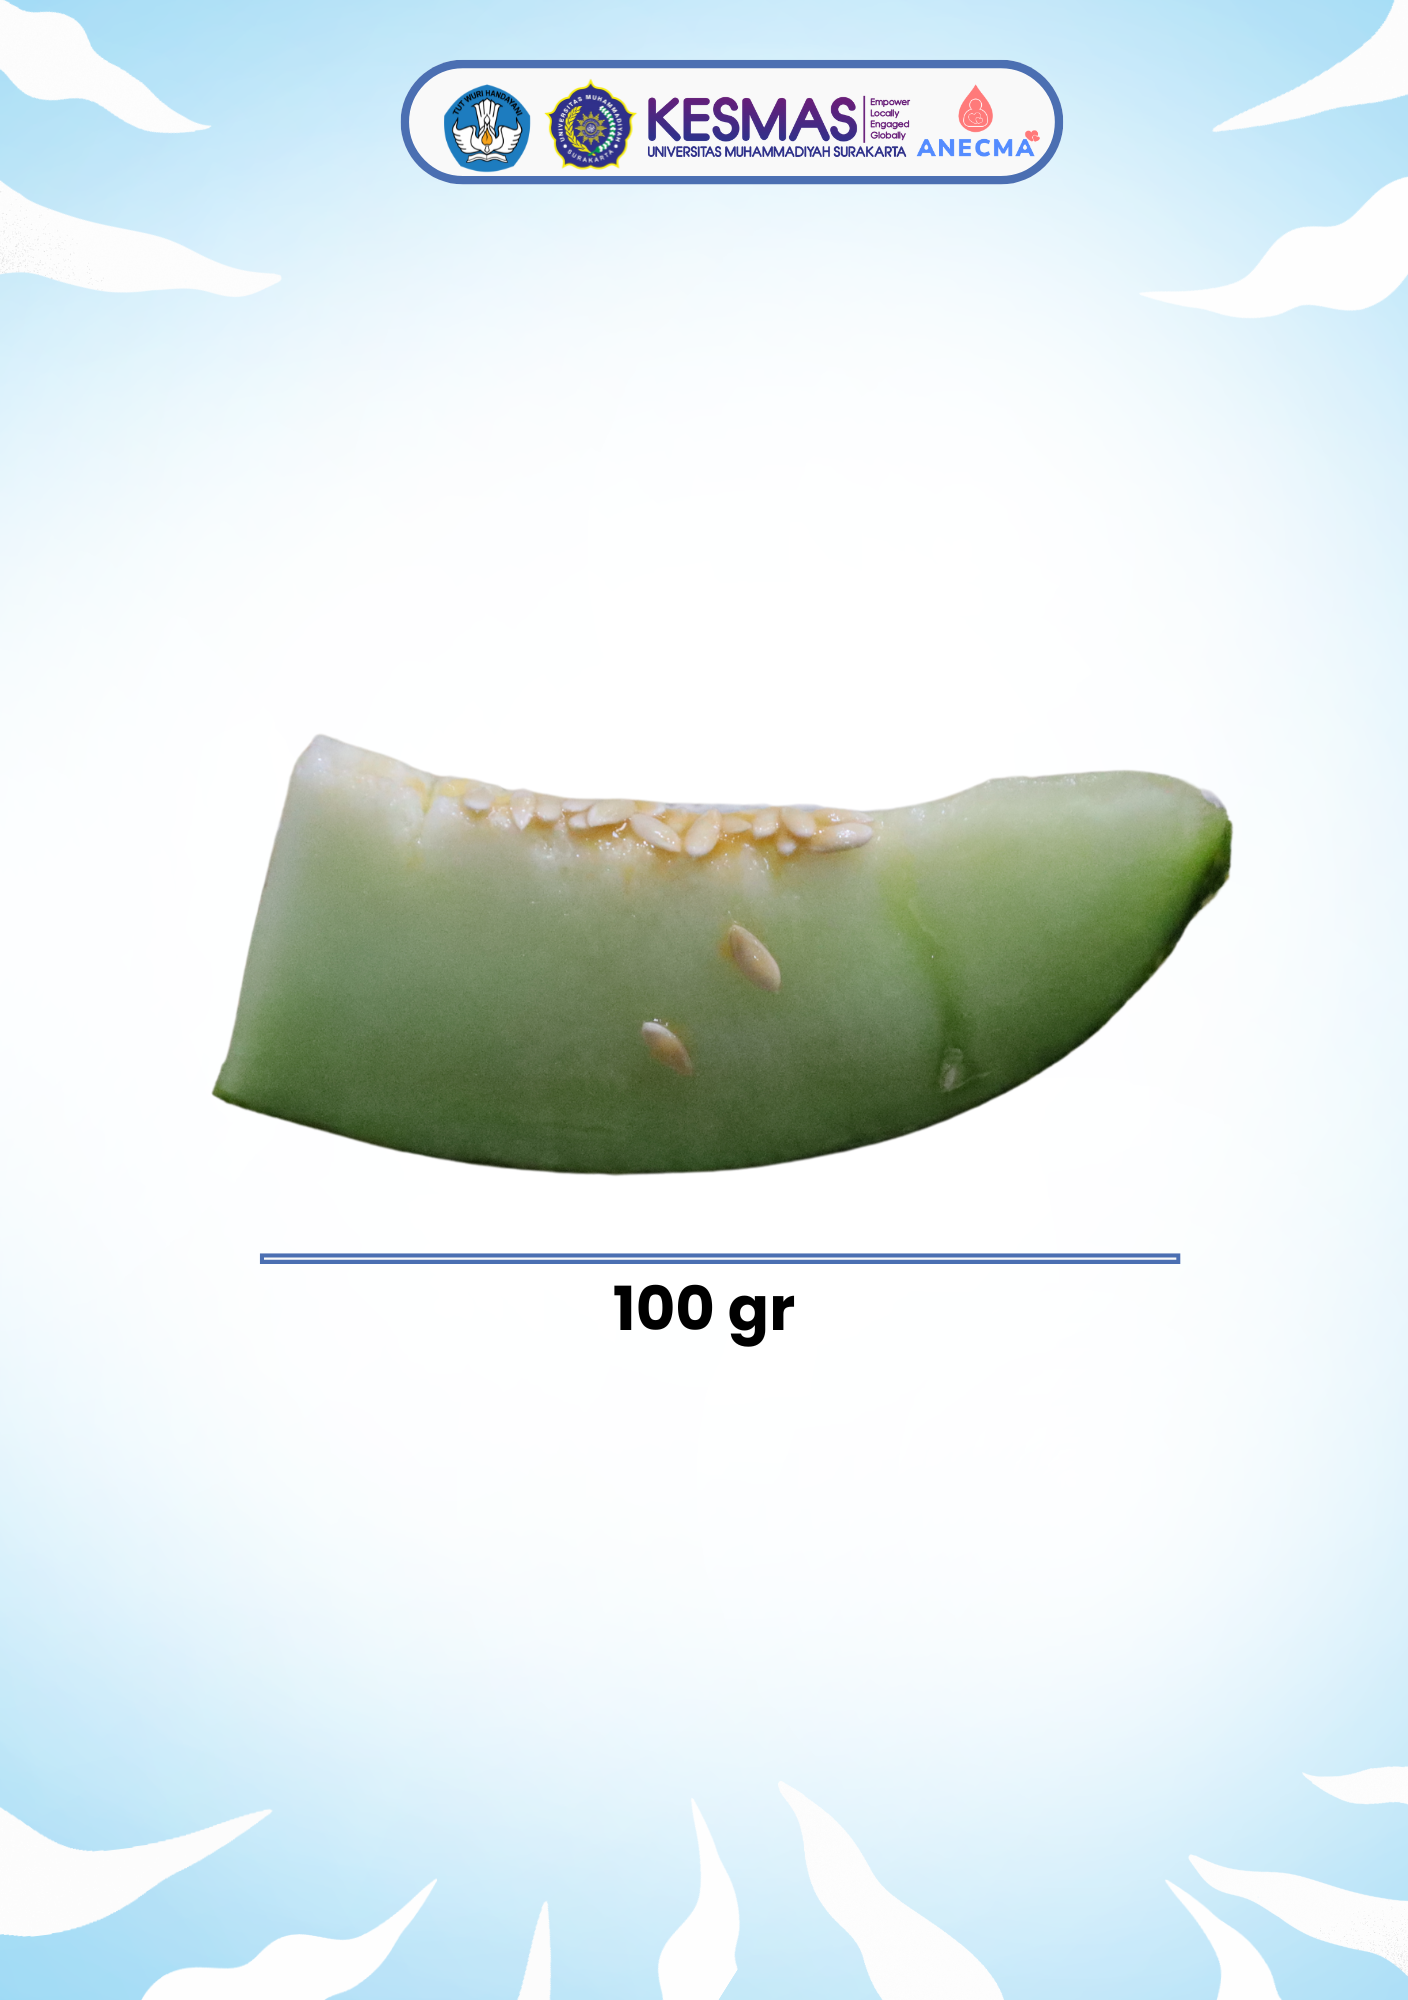 TUT WURI HANDAYANI
UNIVERSITAS MUHAMMADIYAH
SURAKARTA
KESMAS
Empower
Locally
Engaged
Globally
UNIVERSITAS MUHAMMADIYAH SURAKARTA
ANECMA
100 gr